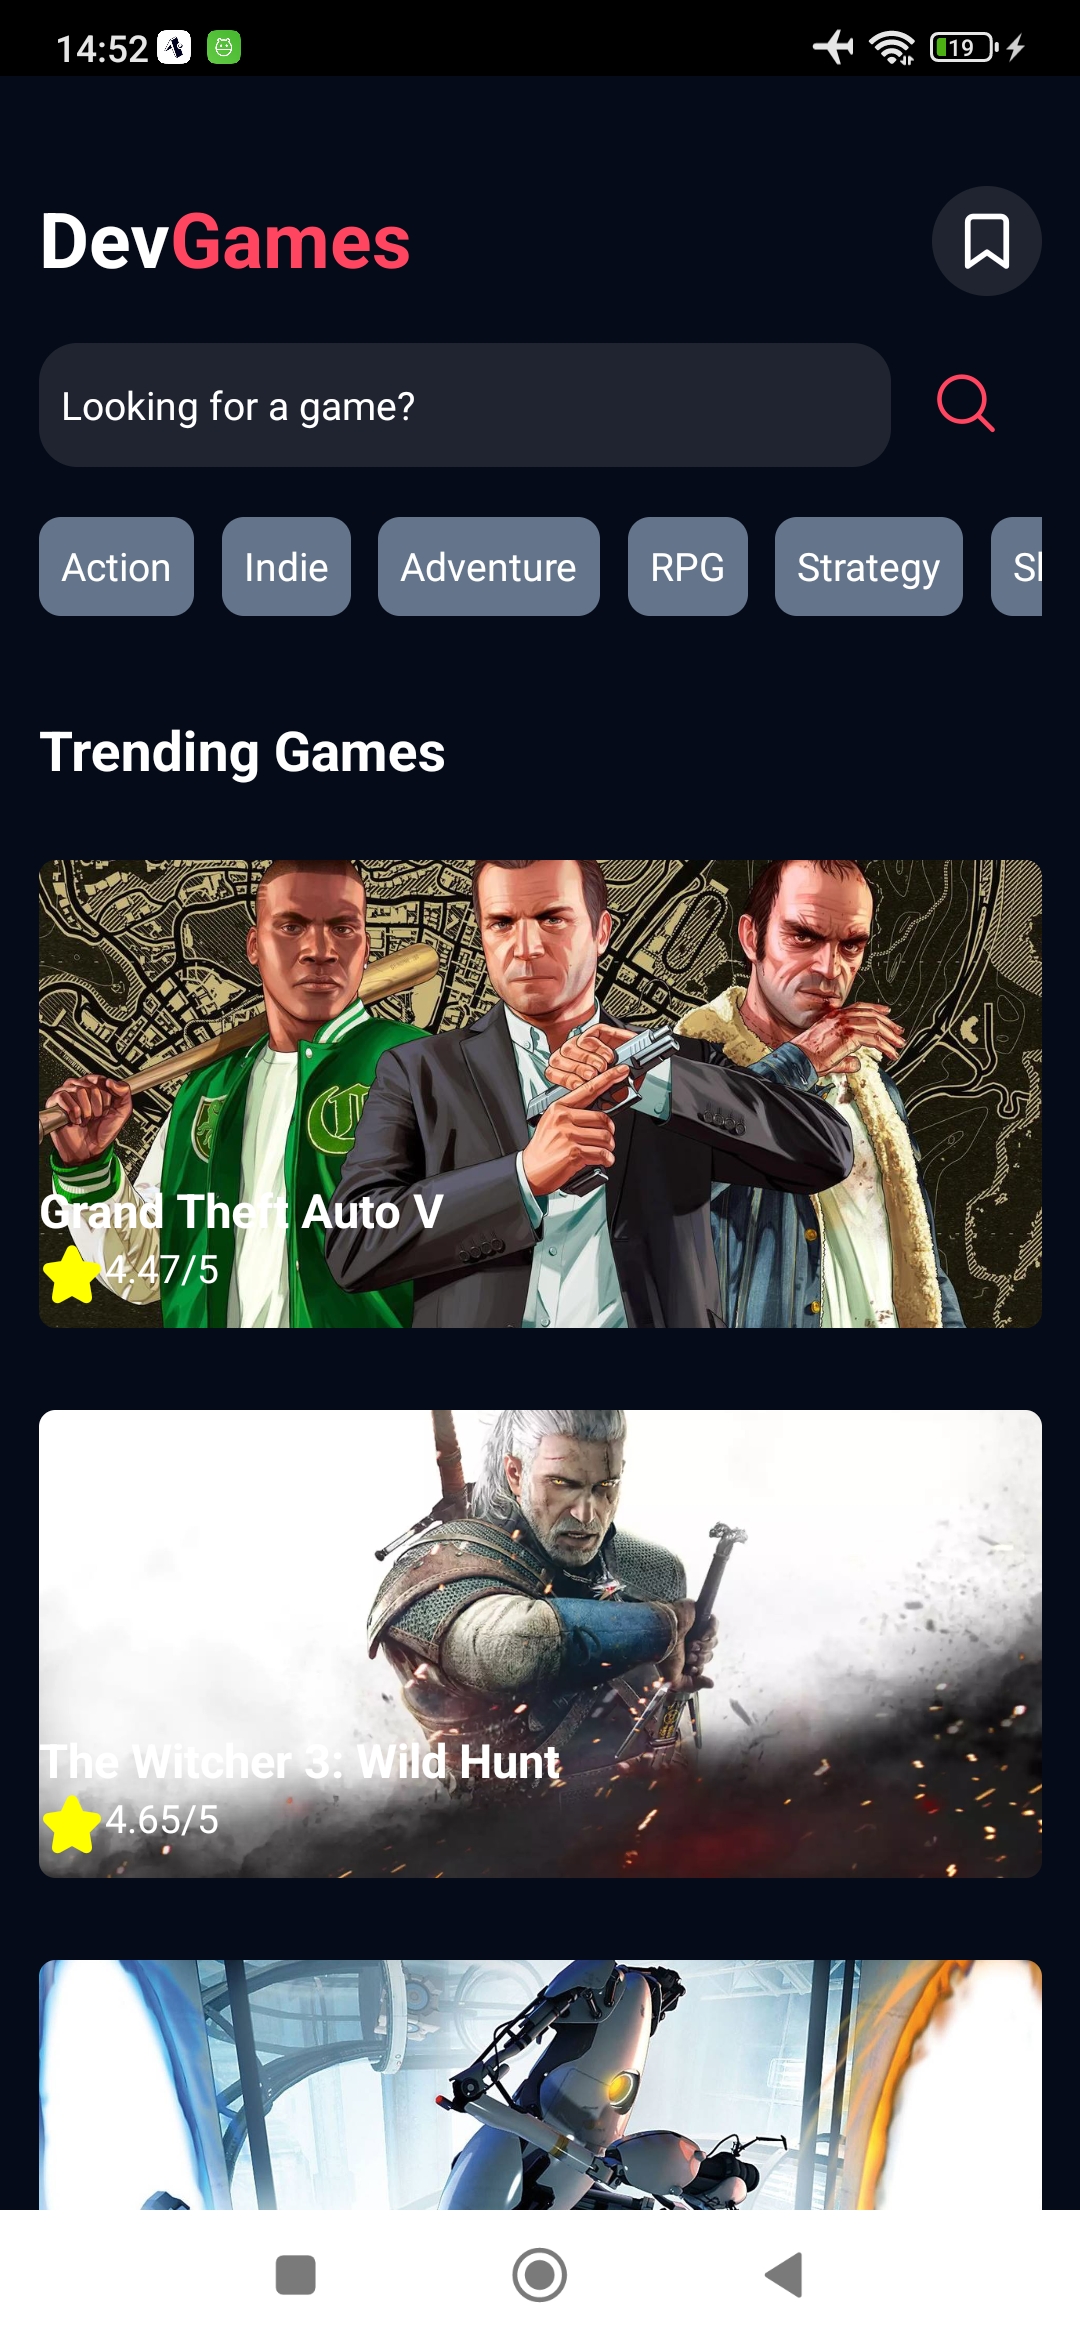 14:52
19
DevGames
Looking for a game?
Action Indie Adventure RPG Strategy
Trending Games
Grand Theft Auto V
4.47/5
The Witcher 3: Wild Hunt
4.65/5